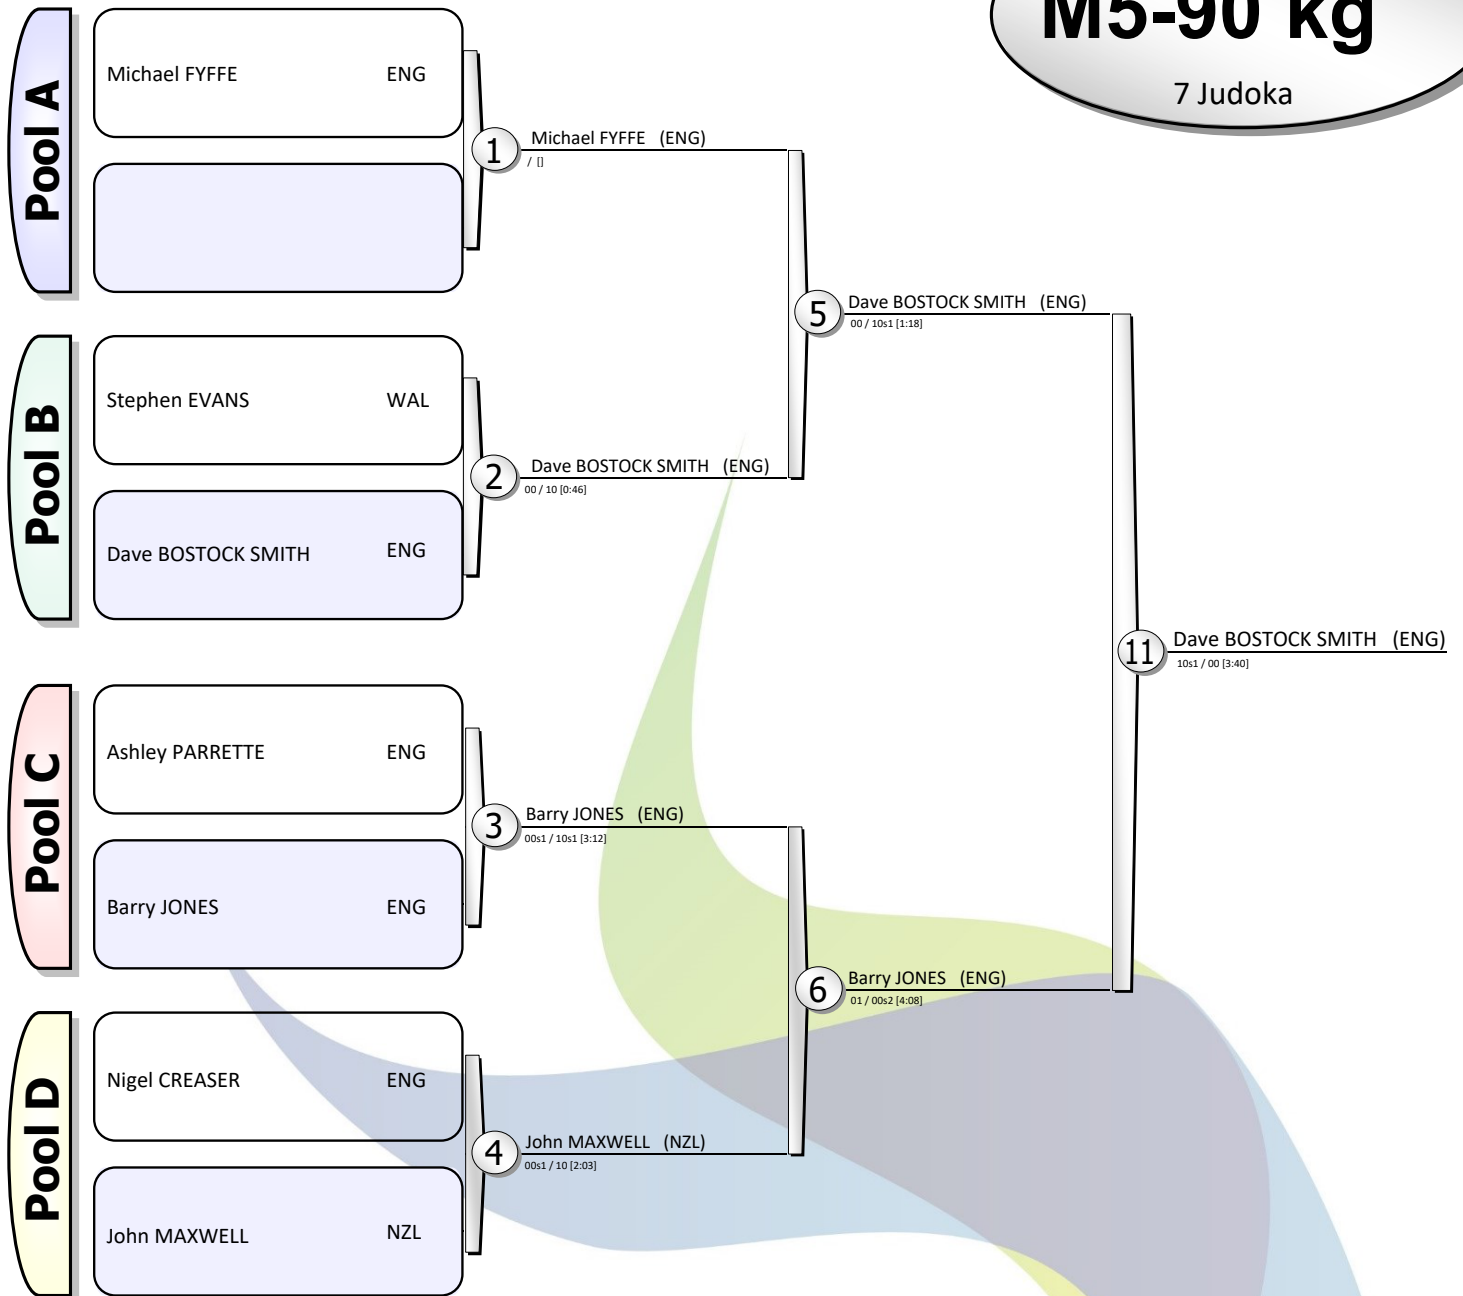 M5-90 kg
7 Judoka
Pool A
Michael FYFFE ENG
1
Michael FYFFE (ENG)
/ []
Pool B
Stephen EVANS WAL
Dave BOSTOCK SMITH ENG
2
Dave BOSTOCK SMITH (ENG)
00 / 10 [0:46]
5
Dave BOSTOCK SMITH (ENG)
00 / 10s1 [1:18]
Pool C
Ashley PARRETTE ENG
Barry JONES ENG
3
Barry JONES (ENG)
00s1 / 10s1 [3:12]
Pool D
Nigel CREASER ENG
John MAXWELL NZL
4
John MAXWELL (NZL)
00s1 / 10 [2:03]
6
Barry JONES (ENG)
01 / 00s2 [4:08]
11
Dave BOSTOCK SMITH (ENG)
10s1 / 00 [3:40]